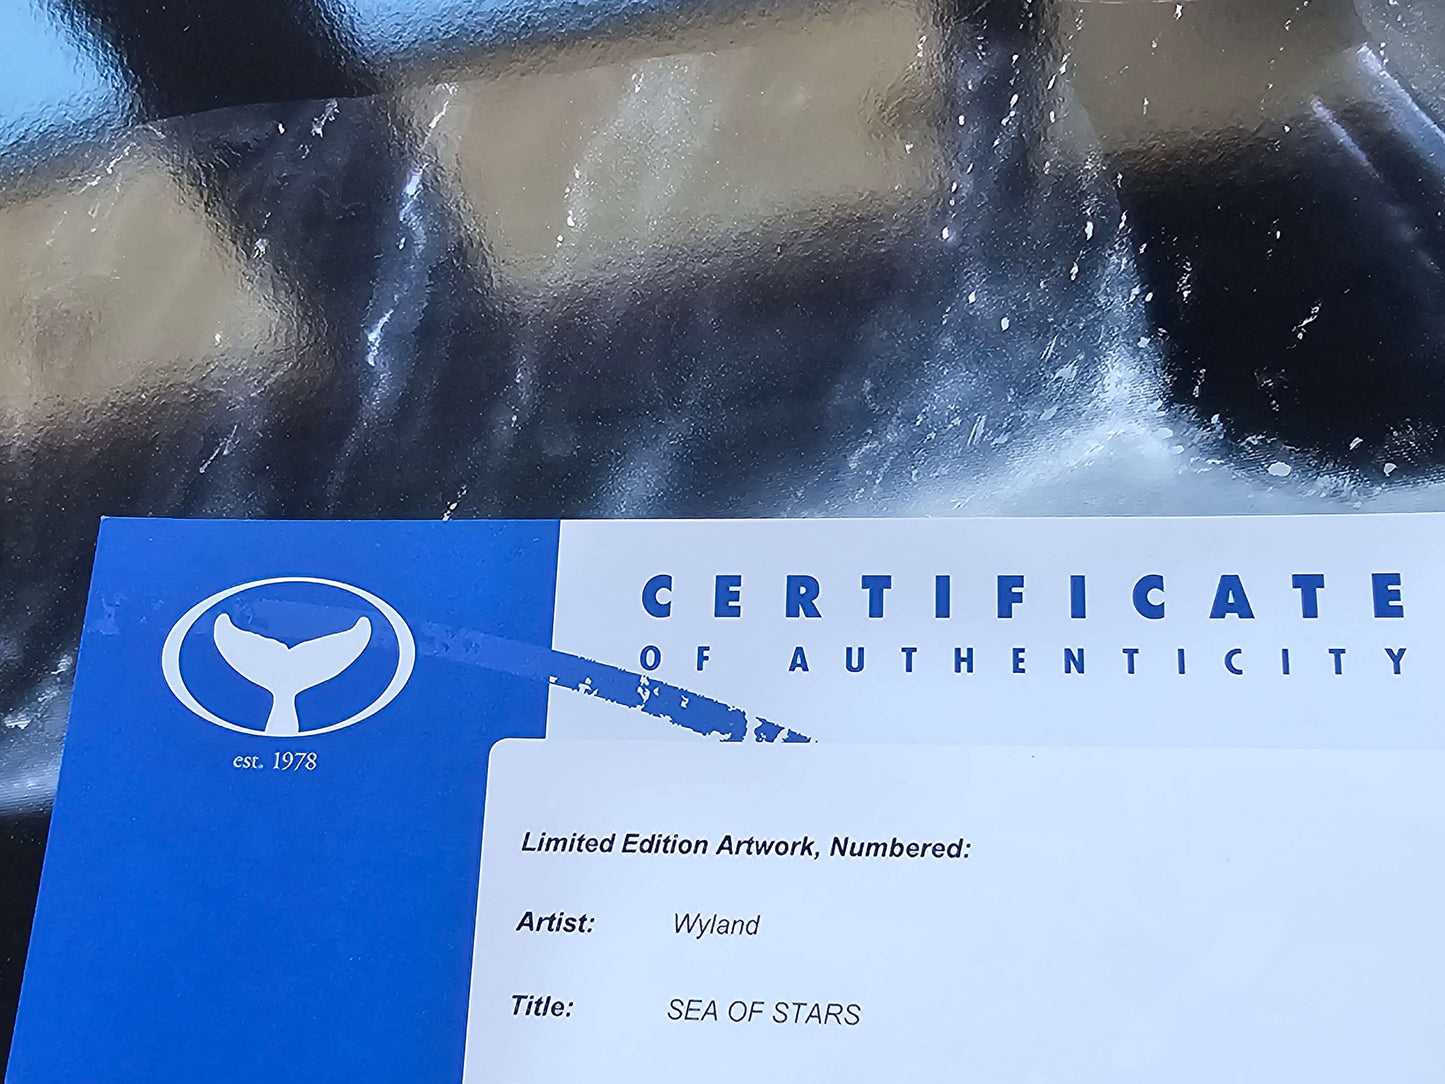 CERTIFICATE
OF AUTHENTICITY
est. 1978
Limited Edition Artwork, Numbered:
Artist: Wyland
Title: SEA OF STARS